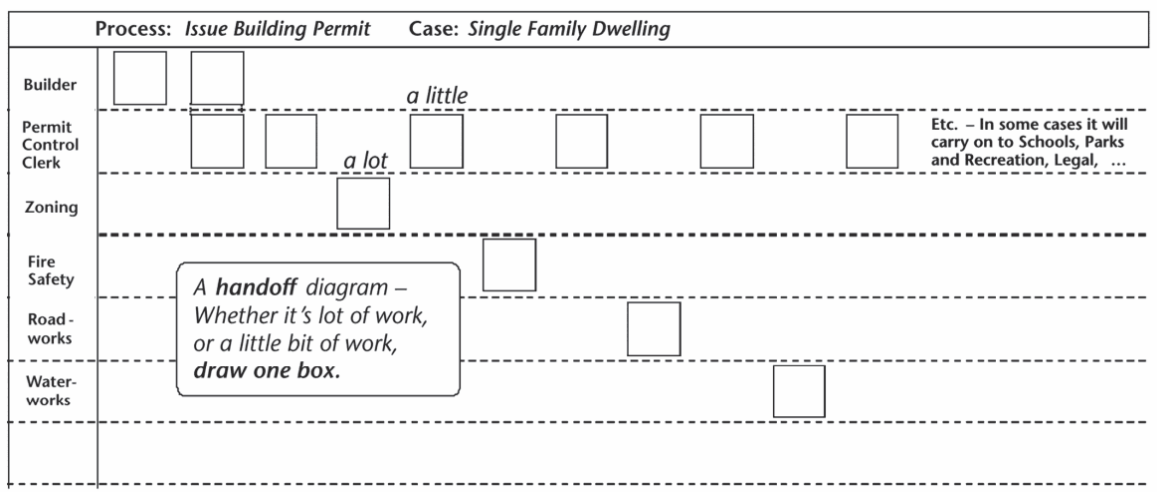 Process: Issue Building Permit Case: Single Family Dwelling
Builder
a little
Permit
Control
Clerk
Etc. – In some cases it will
carry on to Schools, Parks
and Recreation, Legal, ...
a lot
Zoning
Fire
Safety
A handoff diagram –
Whether it's lot of work,
or a little bit of work,
draw one box.
Road-
works
Water-
works